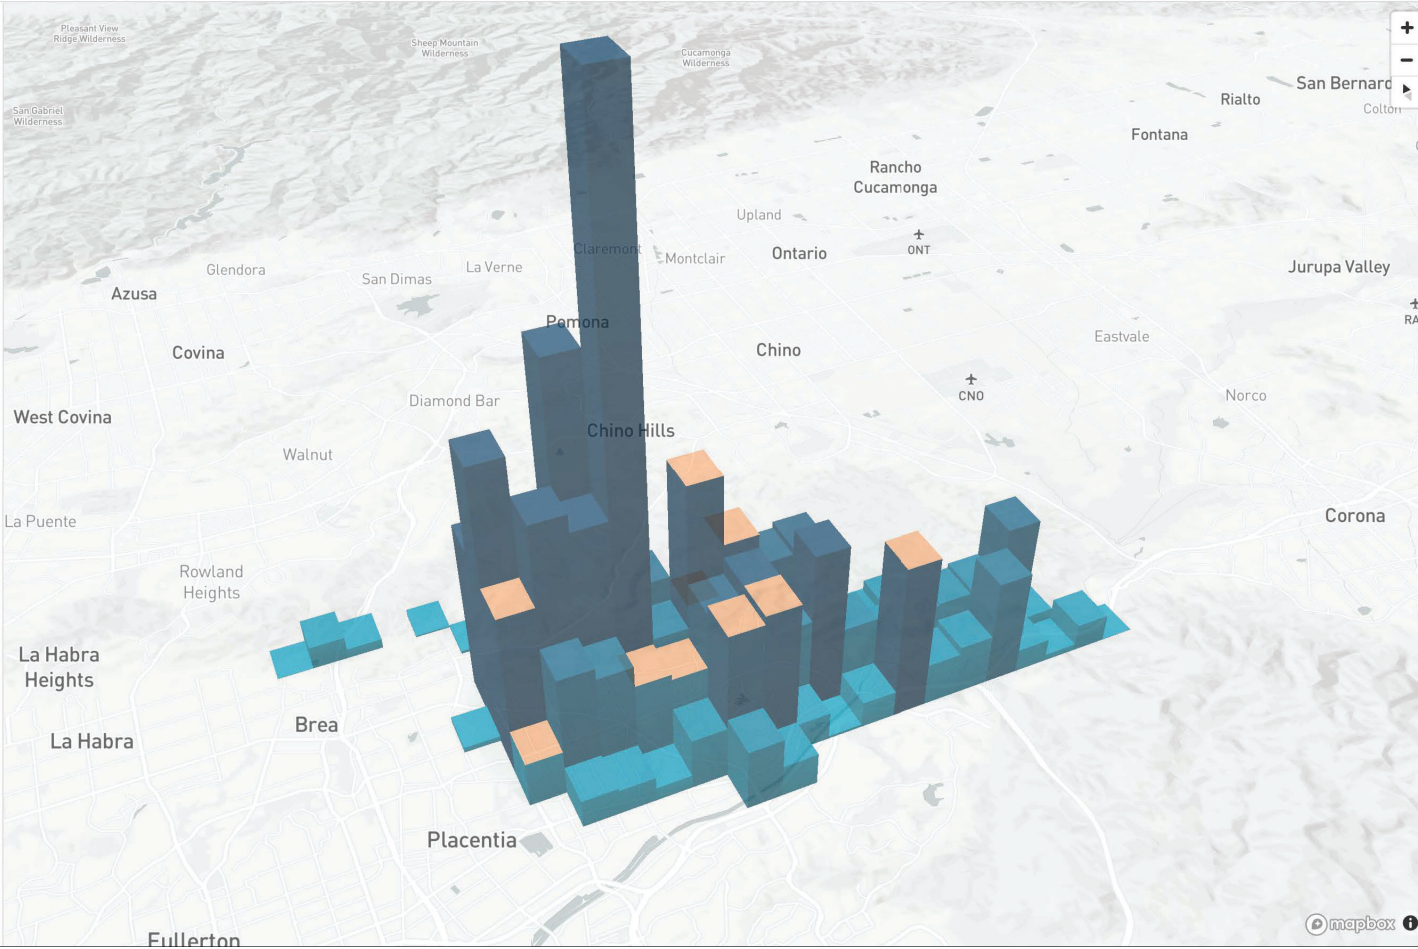 Pleasant View
Ridge Wilderness
Sheep Mountain
Wilderness
Cucamonga
Wilderness
San Bernard
Rialto
Colton
San Gabriel
Wilderness
Fontana
Rancho
Cucamonga
Upland
ONT
Claremont
Montclair
Ontario
Glendora
La Verne
San Dimas
Jurupa Valley
Azusa
RA
Pomona
Eastvale
Covina
Chino
CNO
Norco
Diamond Bar
West Covina
Chino Hills
Walnut
La Puente
Corona
Rowland
Heights
La Habra
Heights
Brea
La Habra
Placentia
mapbox
Fullerton